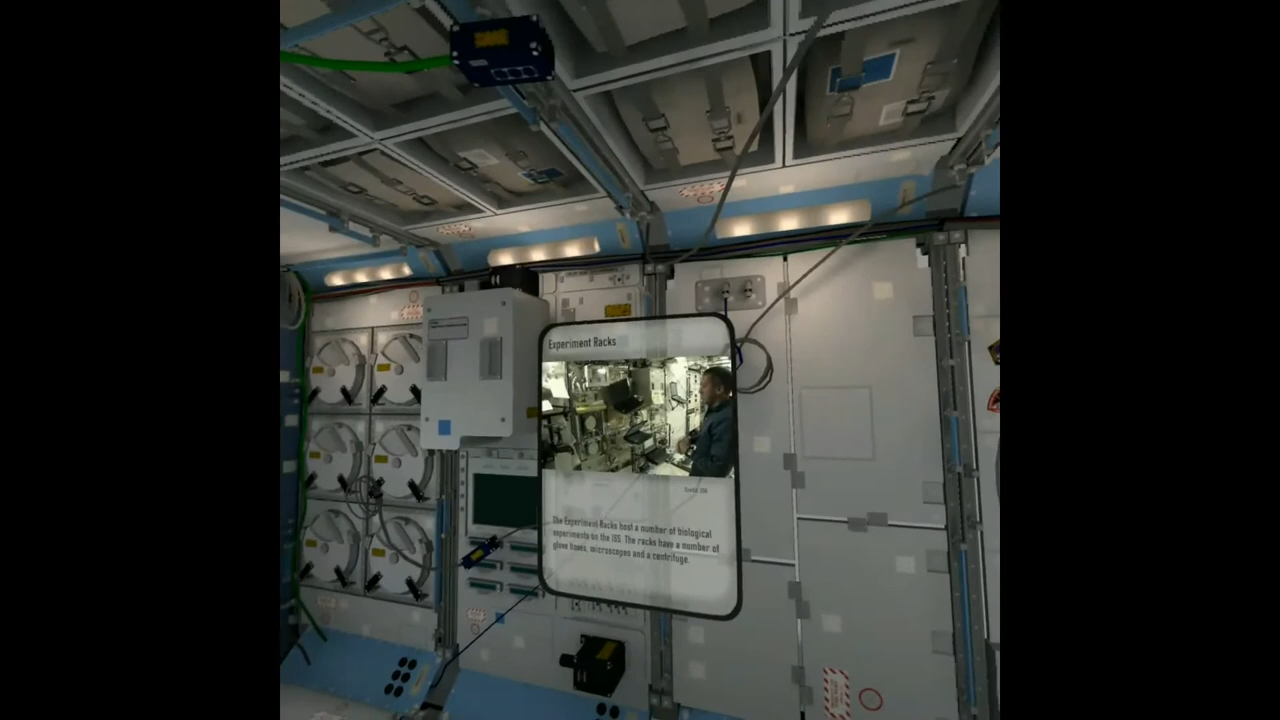 Experiment Racks
The Experiment Racks host a number of biological
experiments on the ISS. The racks have a number of
glove boxes, microscopes and a centrifuge.